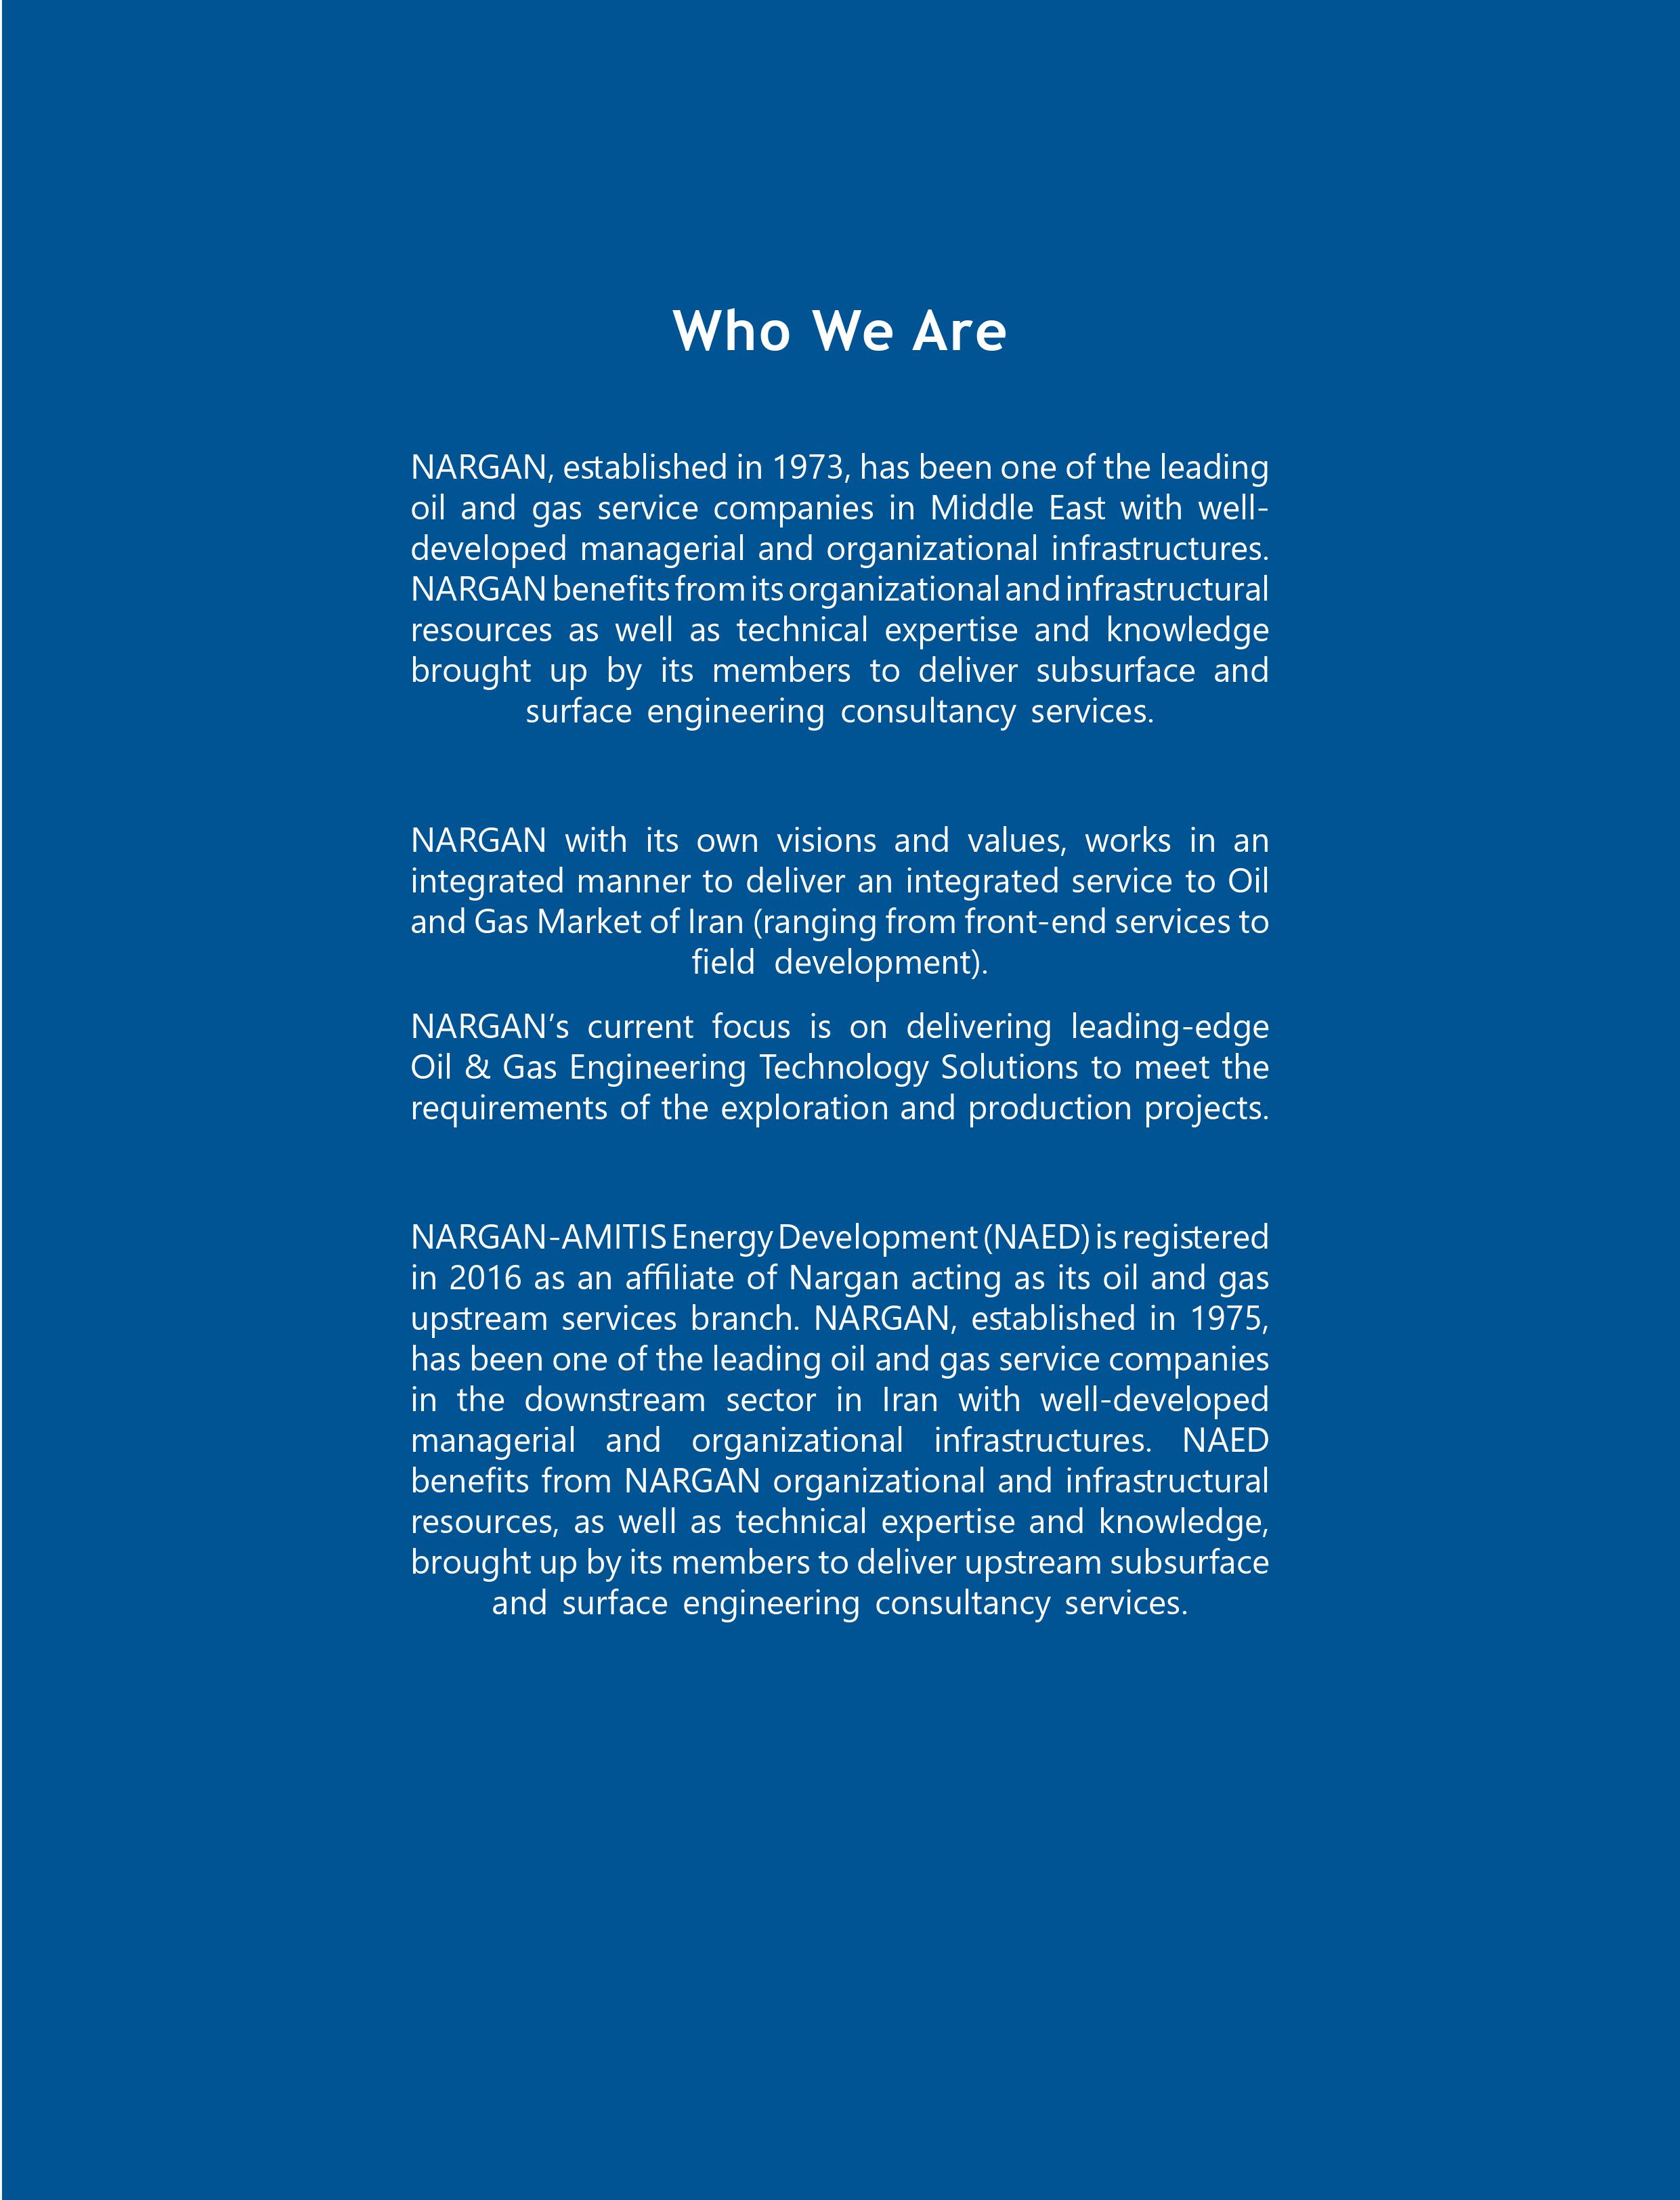 Who We Are
NARGAN, established in 1973, has been one of the leading
oil and gas service companies in Middle East with well-
developed managerial and organizational infrastructures.
NARGAN benefits from its organizational and infrastructural
resources as well as technical expertise and knowledge
brought up by its members to deliver subsurface and
surface engineering consultancy services.
NARGAN with its own visions and values, works in an
integrated manner to deliver an integrated service to Oil
and Gas Market of Iran (ranging from front-end services to
field development).
NARGAN’s current focus is on delivering leading-edge
Oil & Gas Engineering Technology Solutions to meet the
requirements of the exploration and production projects.
NARGAN-AMITIS Energy Development (NAED) is registered
in 2016 as an affiliate of Nargan acting as its oil and gas
upstream services branch. NARGAN, established in 1975,
has been one of the leading oil and gas service companies
in the downstream sector in Iran with well-developed
managerial and organizational infrastructures. NAED
benefits from NARGAN organizational and infrastructural
resources, as well as technical expertise and knowledge,
brought up by its members to deliver upstream subsurface
and surface engineering consultancy services.